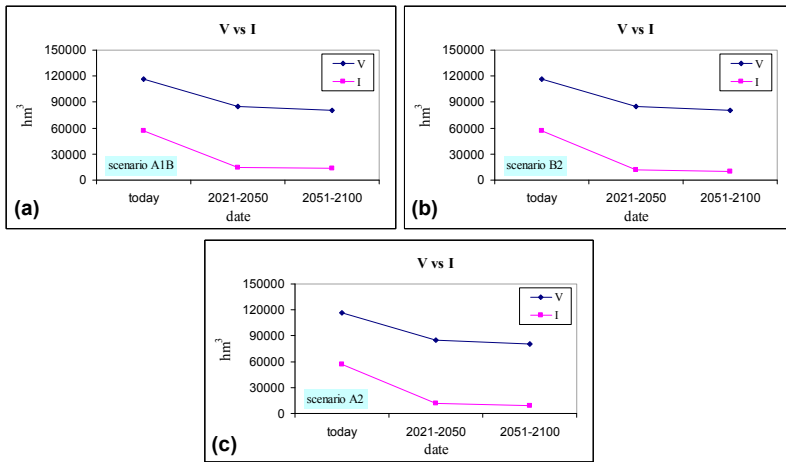 V vs I
150000
120000
90000
60000
30000
0
hm³
V
I
scenario A1B
today 2021-2050 2051-2100
date
(a)
V vs I
150000
120000
90000
60000
30000
0
hm³
V
I
scenario B2
today 2021-2050 2051-2100
date
(b)
V vs I
150000
120000
90000
60000
30000
0
hm³
V
I
scenario A2
today 2021-2050 2051-2100
date
(c)